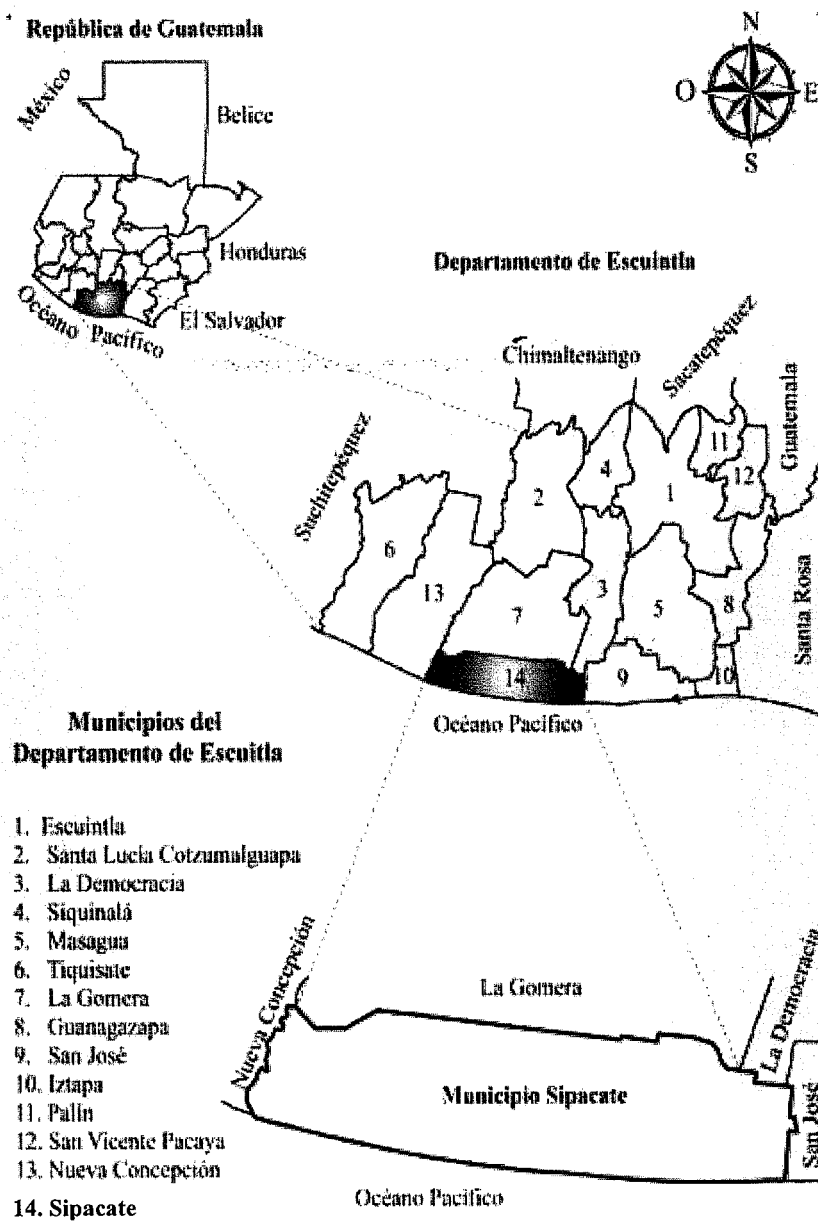 República de Guatemala
N
O
E
S
México
Belice
Honduras
El Salvador
Océano Pacífico
Departamento de Escuintla
Chimaltenango
Sacatepéquez
Guatemala
Suchitepéquez
Santa Rosa
11
4
12
2
1
6
13
3
8
7
5
14
9
10
Océano Pacífico
Municipios del
Departamento de Escuitla
1. Escuintla
2. Santa Lucía Cotzumalguapa
3. La Democracia
4. Siquinalá
5. Masagua
6. Tiquisate
7. La Gomera
8. Guanagazapa
9. San José
10. Iztapa
11. Palín
12. San Vicente Pacaya
13. Nueva Concepción
14. Sipacate
Nueva Concepción
La Gomera
La Democracia
Municipio Sipacate
San José
Océano Pacífico